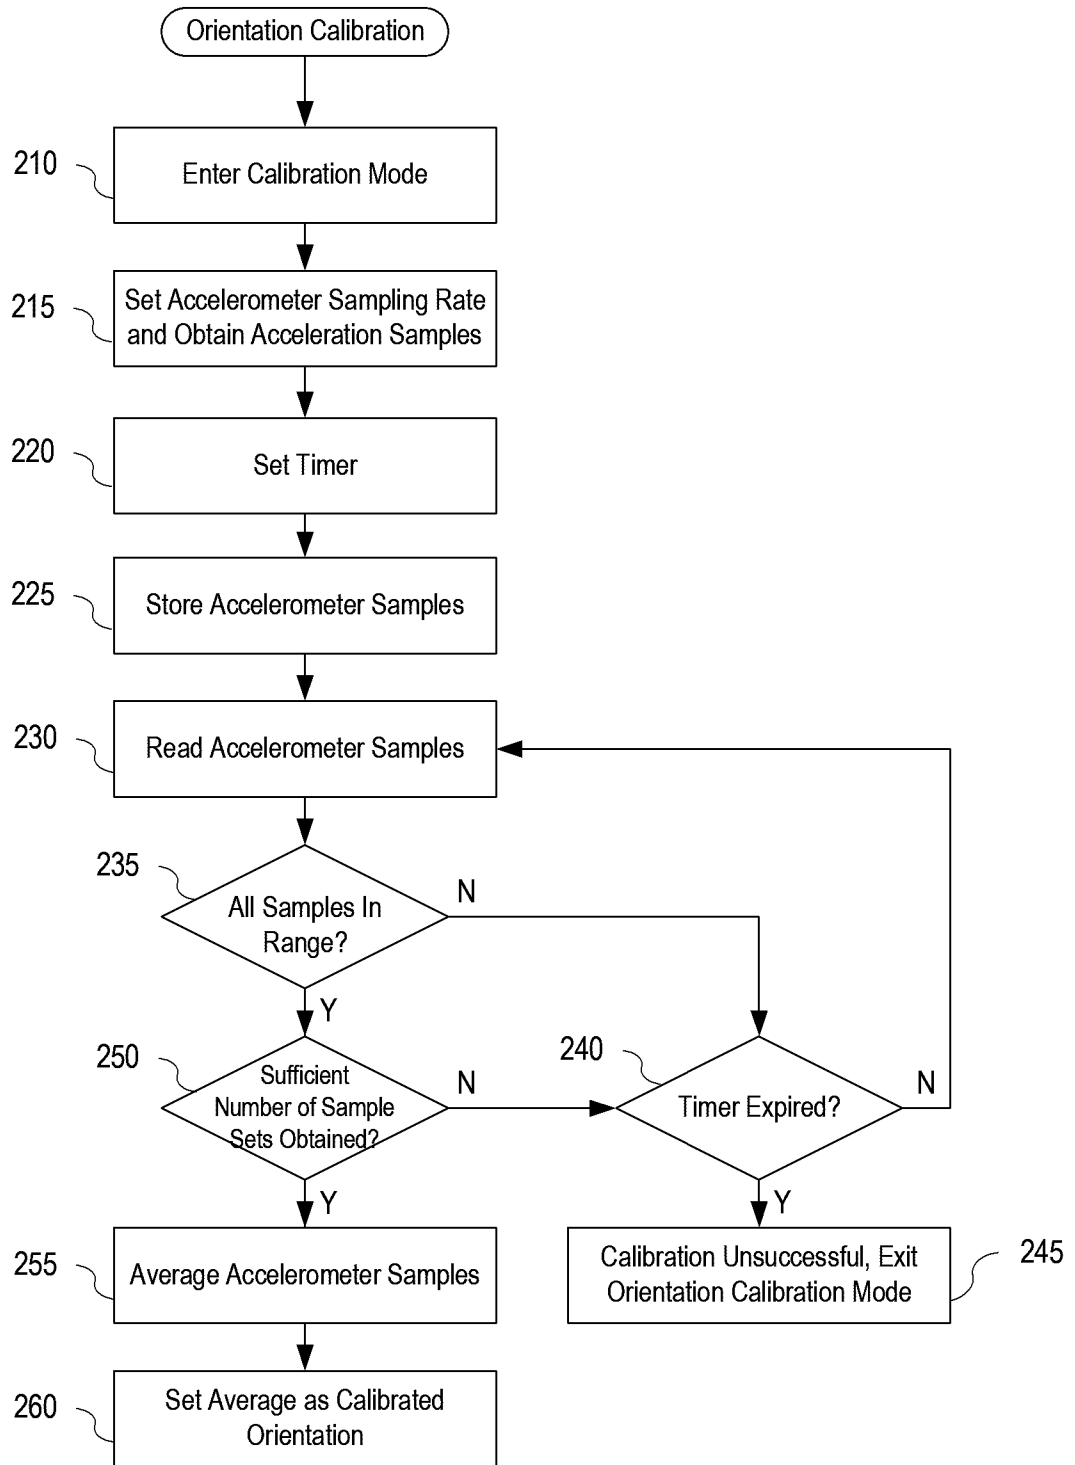 Orientation Calibration
210
Enter Calibration Mode
215
Set Accelerometer Sampling Rate
and Obtain Acceleration Samples
220
Set Timer
225
Store Accelerometer Samples
230
Read Accelerometer Samples
235
All Samples In
Range?
N
Y
250
Sufficient
Number of Sample
Sets Obtained?
N
240
Timer Expired?
N
Y
Y
255
Average Accelerometer Samples
Calibration Unsuccessful, Exit
Orientation Calibration Mode
245
260
Set Average as Calibrated
Orientation